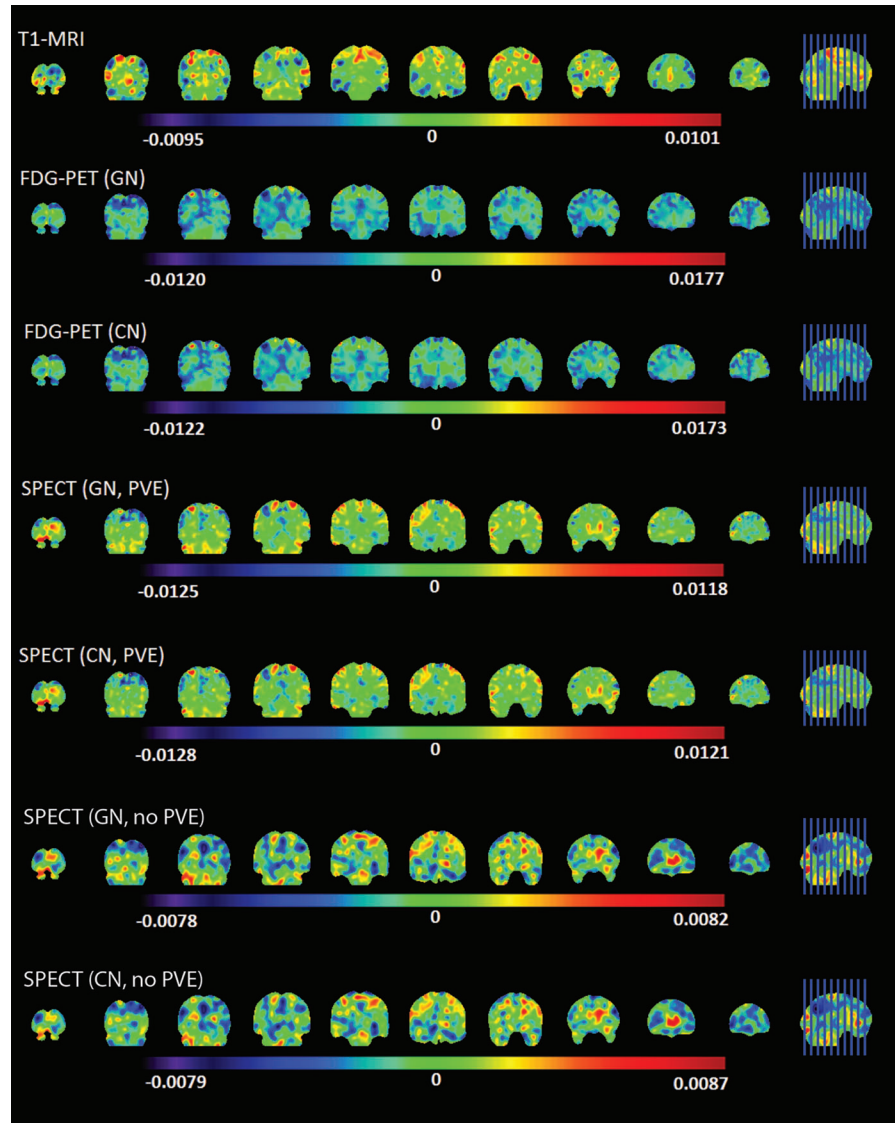 T1-MRI
-0.0095 0 0.0101
FDG-PET (GN)
-0.0120 0 0.0177
FDG-PET (CN)
-0.0122 0 0.0173
SPECT (GN, PVE)
-0.0125 0 0.0118
SPECT (CN, PVE)
-0.0128 0 0.0121
SPECT (GN, no PVE)
-0.0078 0 0.0082
SPECT (CN, no PVE)
-0.0079 0 0.0087